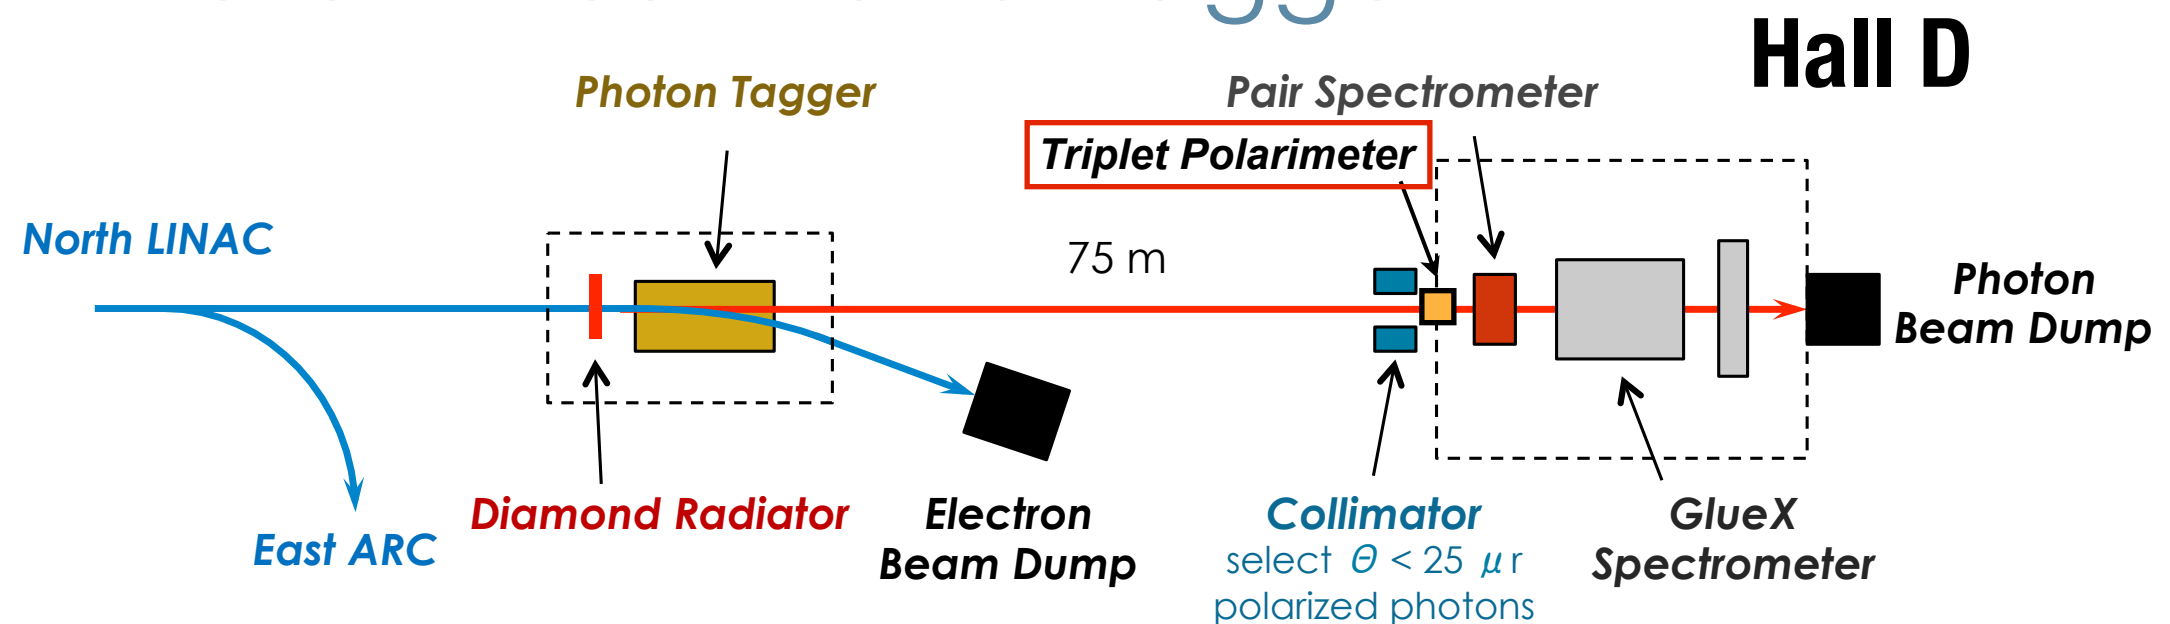 Hall D
Photon Tagger
Pair Spectrometer
Triplet Polarimeter
North LINAC
75 m
Photon
Beam Dump
Diamond Radiator
Electron
Beam Dump
Collimator
select Θ < 25 μr
polarized photons
GlueX
Spectrometer
East ARC